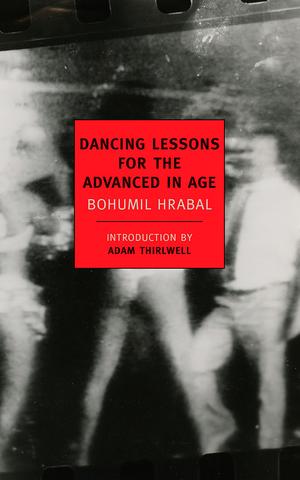 DANCING LESSONS
FOR THE
ADVANCED IN AGE
BOHUMIL HRABAL
INTRODUCTION BY
ADAM THIRLWELL